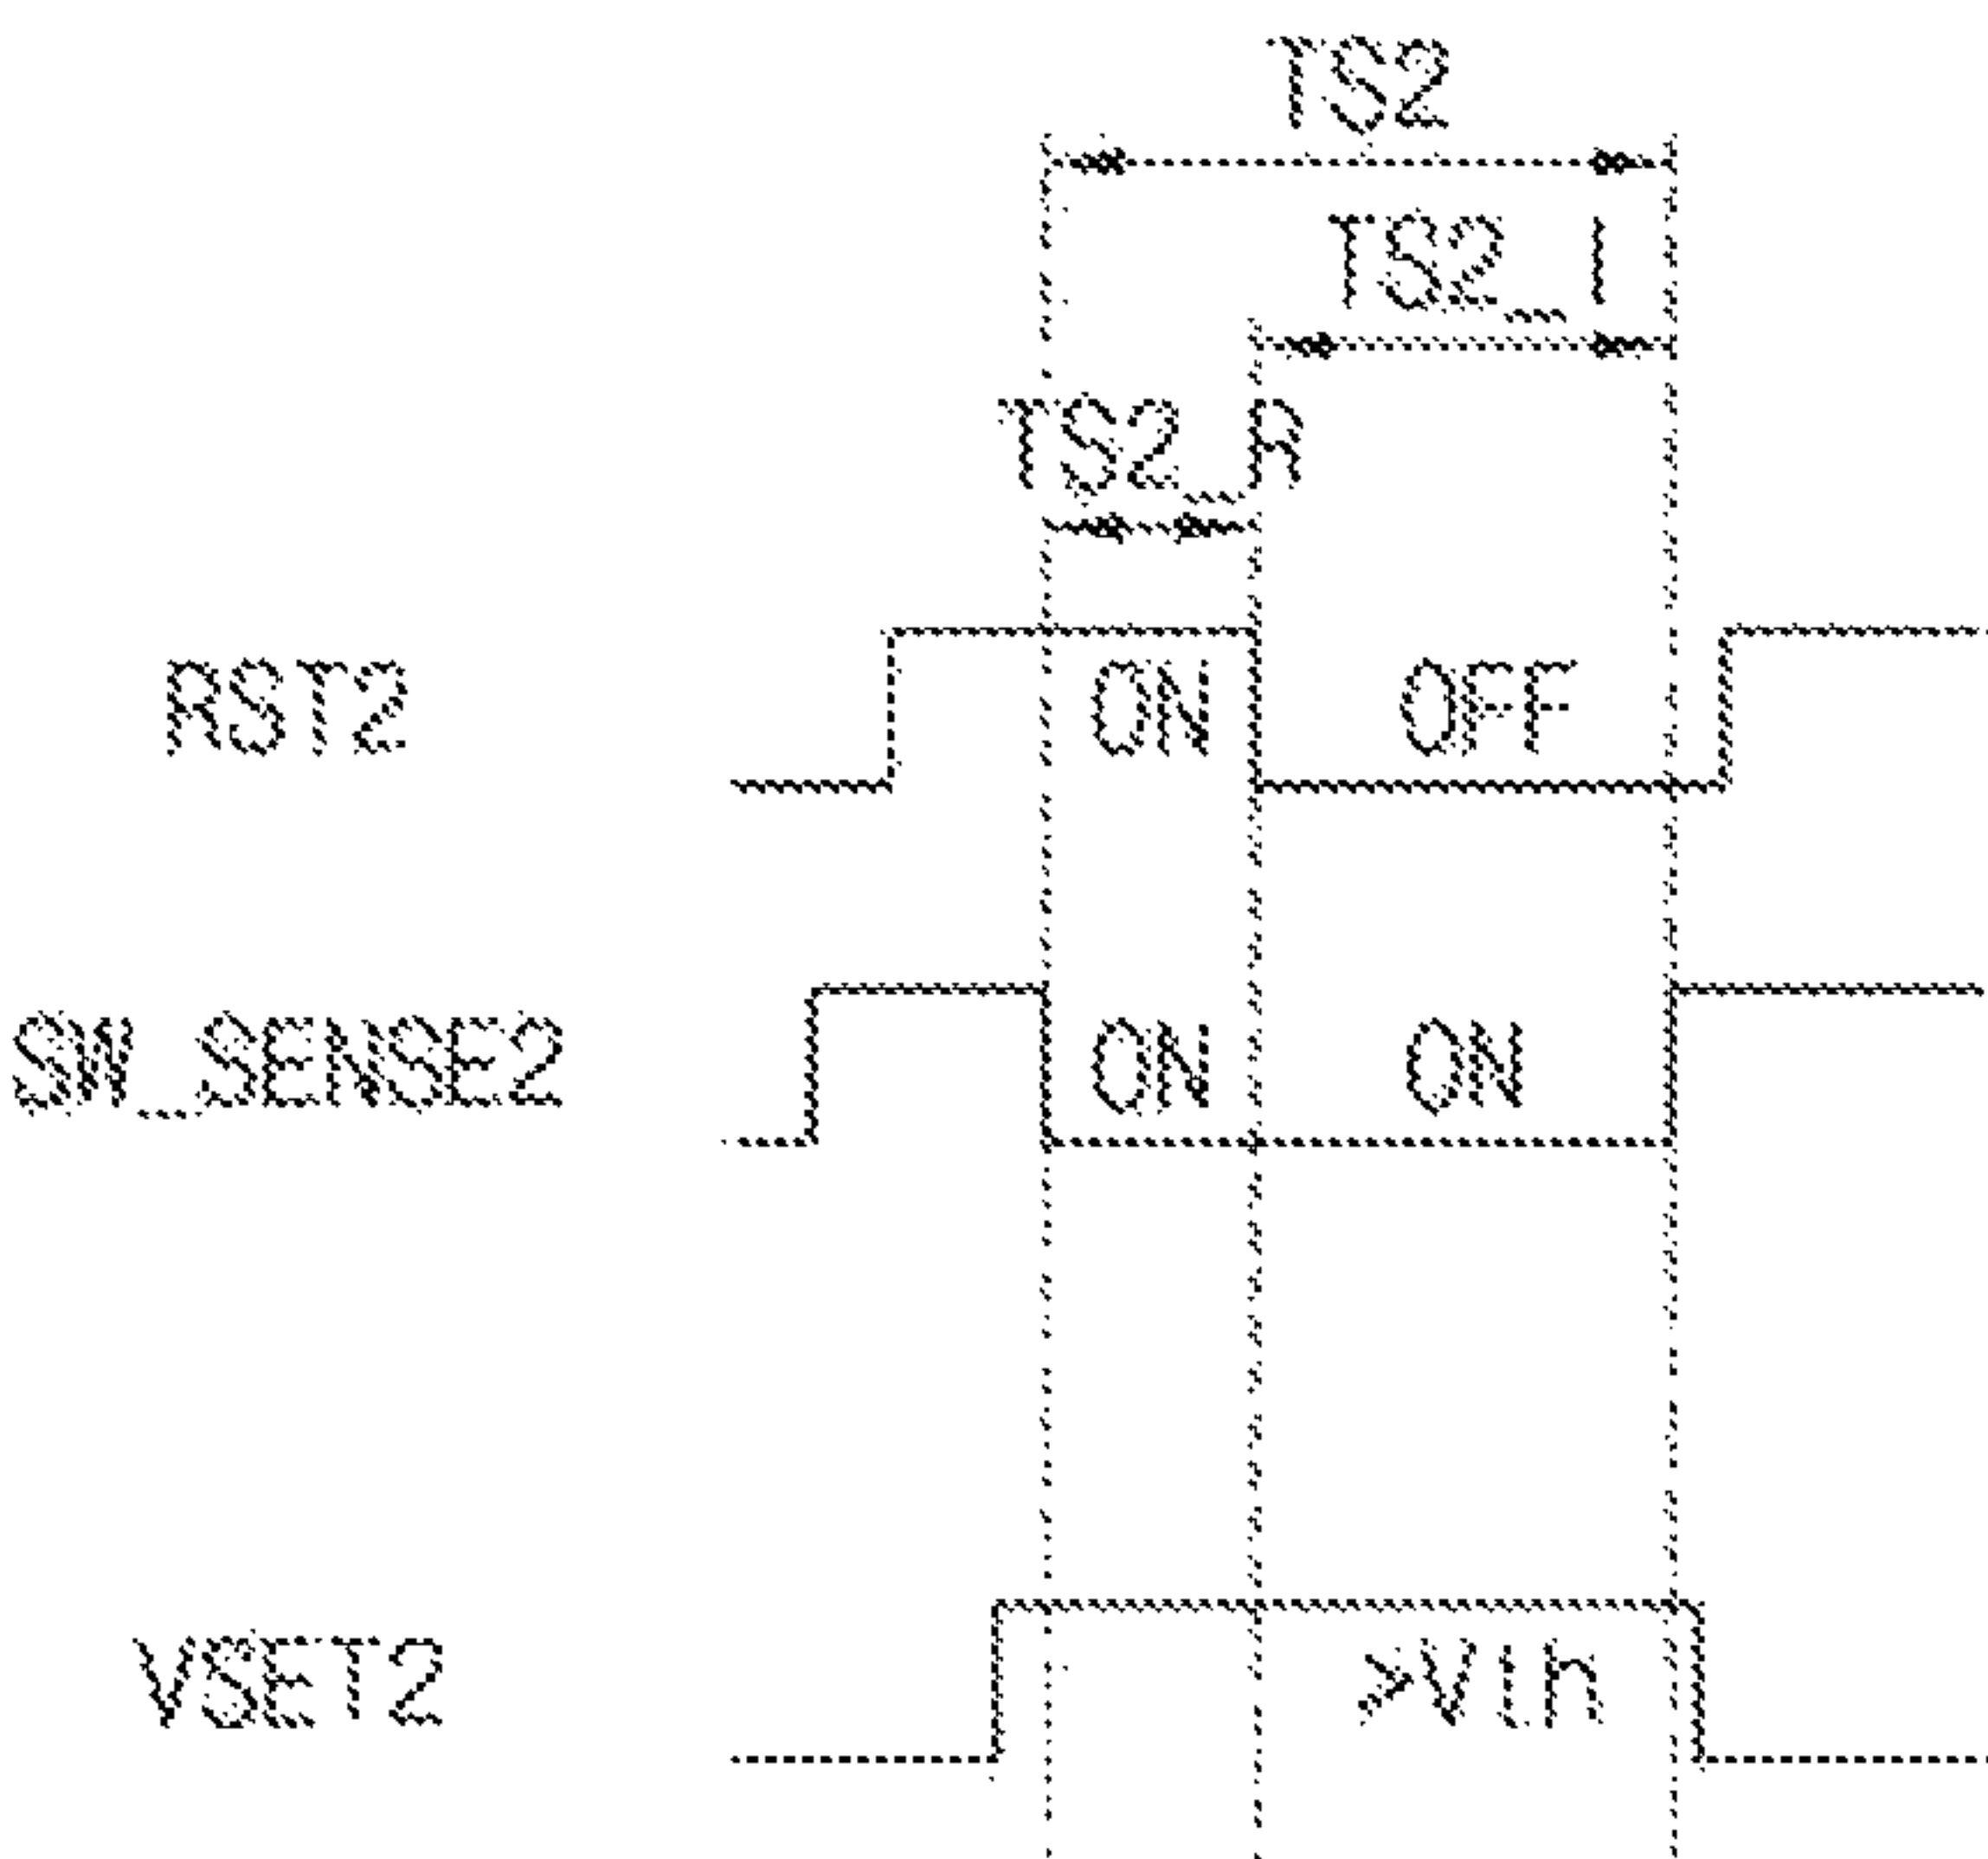 TS2
TS2_I
TS2_R
RST2 ON OFF
SW_SENSE2 ON ON
VSET2 >Vth